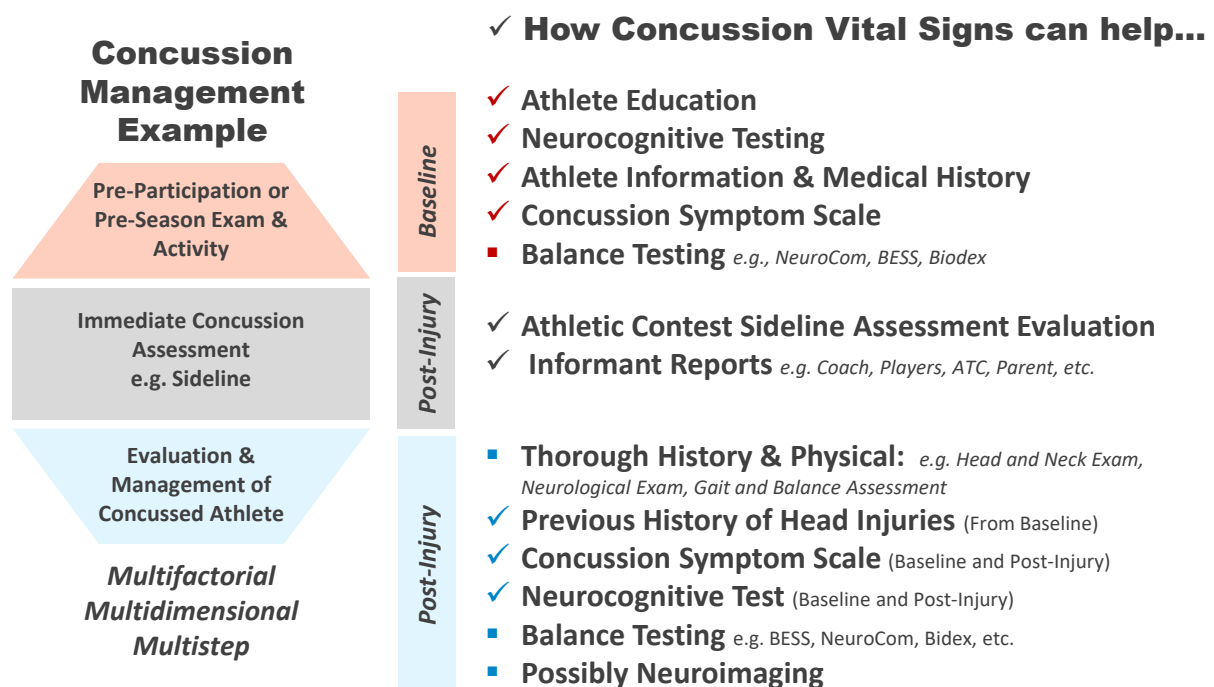 Concussion
Management
Example
Pre-Participation or
Pre-Season Exam &
Activity
Immediate Concussion
Assessment
e.g. Sideline
Evaluation &
Management of
Concussed Athlete
Multifactorial
Multidimensional
Multistep
Baseline
Post-Injury
Post-Injury
✓ How Concussion Vital Signs can help...
✓ Athlete Education
✓ Neurocognitive Testing
✓ Athlete Information & Medical History
✓ Concussion Symptom Scale
▪ Balance Testing e.g., NeuroCom, BESS, Biodex
✓ Athletic Contest Sideline Assessment Evaluation
✓ Informant Reports e.g. Coach, Players, ATC, Parent, etc.
▪ Thorough History & Physical: e.g. Head and Neck Exam,
Neurological Exam, Gait and Balance Assessment
✓ Previous History of Head Injuries (From Baseline)
✓ Concussion Symptom Scale (Baseline and Post-Injury)
✓ Neurocognitive Test (Baseline and Post-Injury)
▪ Balance Testing e.g. BESS, NeuroCom, Bidex, etc.
▪ Possibly Neuroimaging